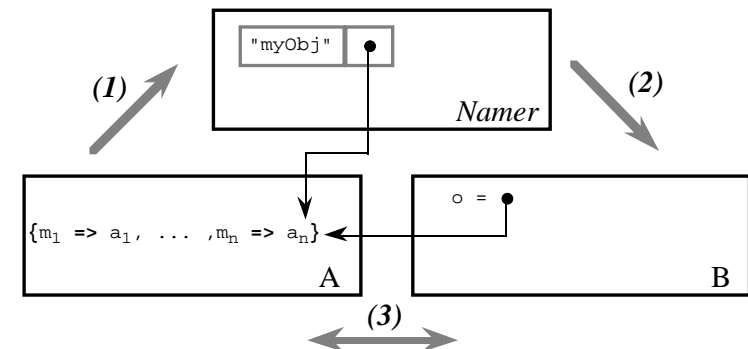 "myObj"
(1)
(2)
Namer
o =
{m1 => a1, ... ,mn => an}
A
B
(3)